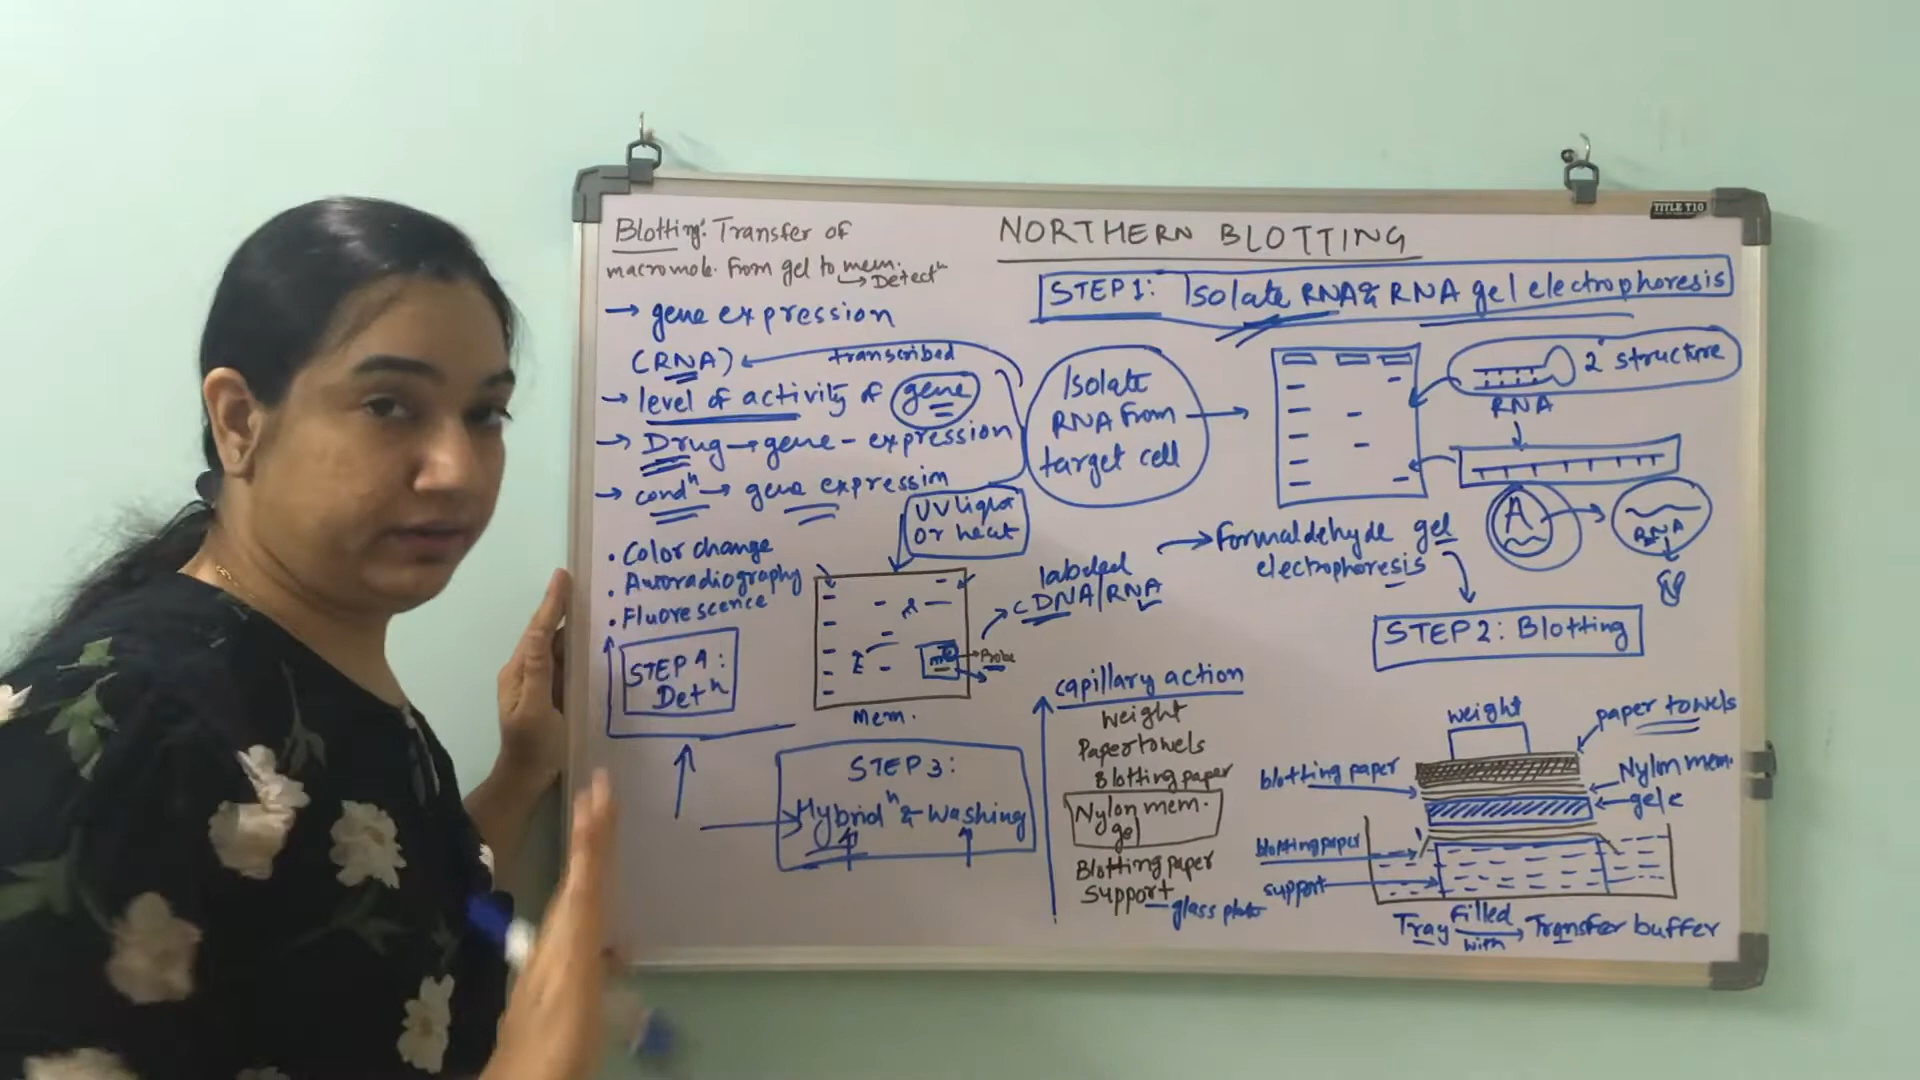 TITLE T10
NORTHERN BLOTTING
Blotting: Transfer of
macromole. From gel to mem.
→ Detectⁿ
→ gene expression
(RNA) ← transcribed
→ level of activity of gene
→ Drug → gene-expression
→ condⁿ → gene expression
STEP 1: Isolate RNA & RNA gel electrophoresis
Isolate
RNA From
target cell
2° structure
RNA
A
RNA
→ Formaldehyde gel
electrophoresis
STEP 2: Blotting
weight
paper towels
blotting paper
Nylon mem.
gel
blotting paper
support
Tray Filled with → Transfer buffer
capillary action
Weight
Papertowels
Blotting paper
Nylon mem.
gel
Blotting paper
Support — glass plate
STEP 3:
Hybridⁿ & Washing
UV light
or heat
labeled
cDNA/RNA
Probe
Mem.
STEP 4:
Detⁿ
• Color change
• Autoradiography
• Fluorescence